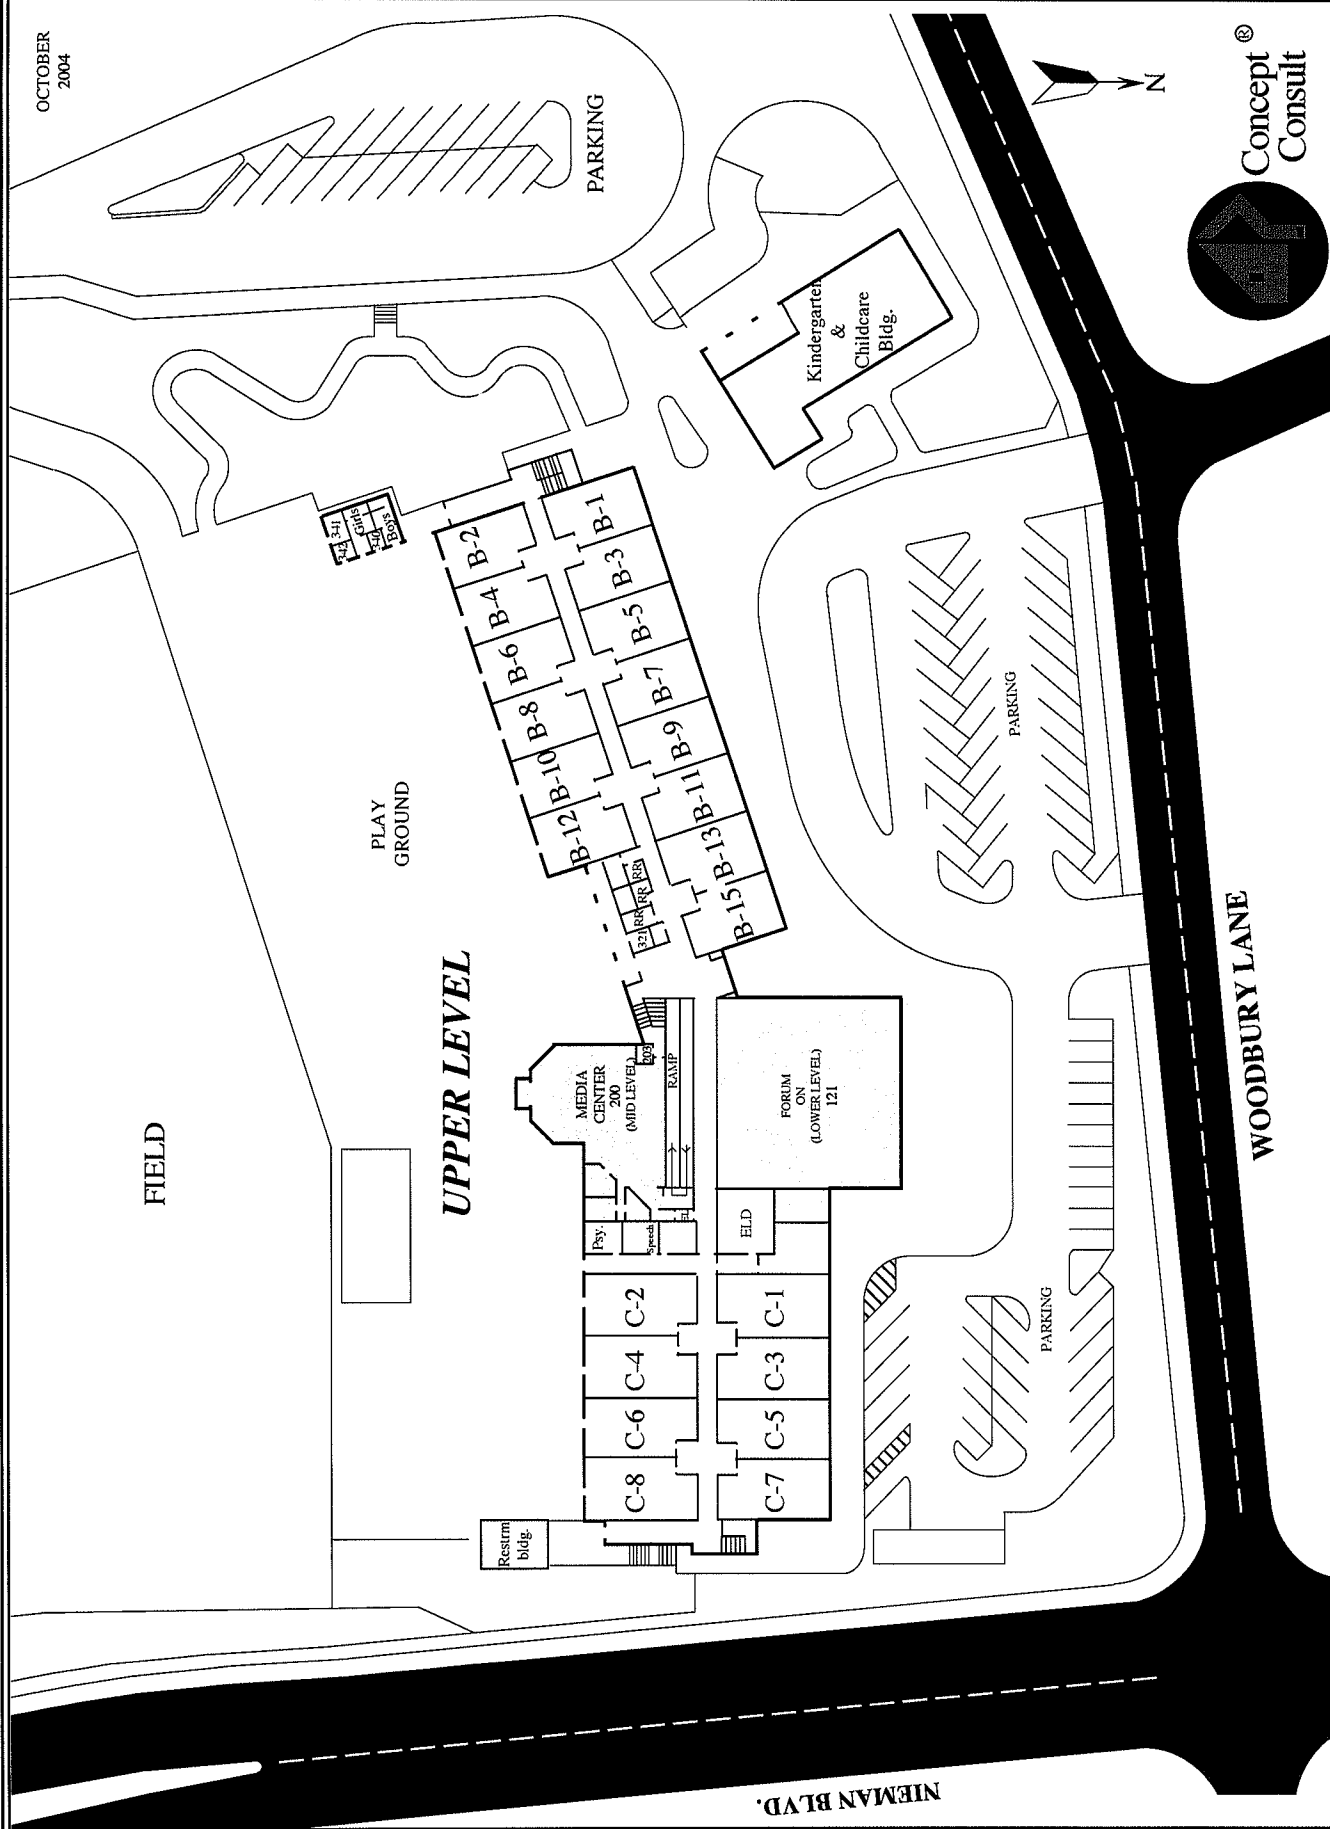 OCTOBER
2004
PARKING
FIELD
PLAY
GROUND
UPPER LEVEL
341
342
Girls
340
Boys
Kindergarten
&
Childcare
Bldg.
N
Concept ®
Consult
B-2
B-1
B-4
B-3
B-6
B-5
B-8
B-7
B-10
B-9
B-12
B-11
B-13
B-15
RR
RR
RR
321
MEDIA
CENTER
200
(MID LEVEL)
203
RAMP
FORUM
ON
(LOWER LEVEL)
121
Psy.
Speech
ELD
C-2
C-1
C-4
C-3
C-6
C-5
C-8
C-7
Restrm
bldg.
PARKING
PARKING
WOODBURY LANE
NIEMAN BLVD.